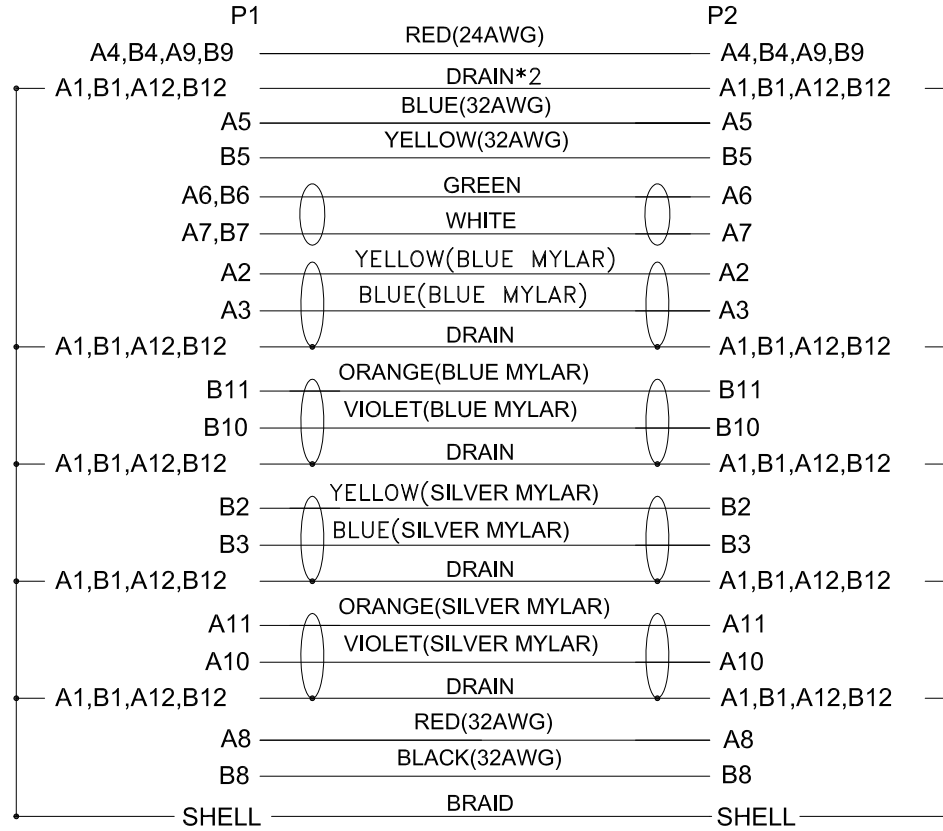 P1 P2
A4,B4,A9,B9 RED(24AWG) A4,B4,A9,B9
A1,B1,A12,B12 DRAIN*2 A1,B1,A12,B12
A5 BLUE(32AWG) A5
B5 YELLOW(32AWG) B5
A6,B6 GREEN A6
A7,B7 WHITE A7
A2 YELLOW(BLUE MYLAR) A2
A3 BLUE(BLUE MYLAR) A3
A1,B1,A12,B12 DRAIN A1,B1,A12,B12
B11 ORANGE(BLUE MYLAR) B11
B10 VIOLET(BLUE MYLAR) B10
A1,B1,A12,B12 DRAIN A1,B1,A12,B12
B2 YELLOW(SILVER MYLAR) B2
B3 BLUE(SILVER MYLAR) B3
A1,B1,A12,B12 DRAIN A1,B1,A12,B12
A11 ORANGE(SILVER MYLAR) A11
A10 VIOLET(SILVER MYLAR) A10
A1,B1,A12,B12 DRAIN A1,B1,A12,B12
A8 RED(32AWG) A8
B8 BLACK(32AWG) B8
SHELL BRAID SHELL